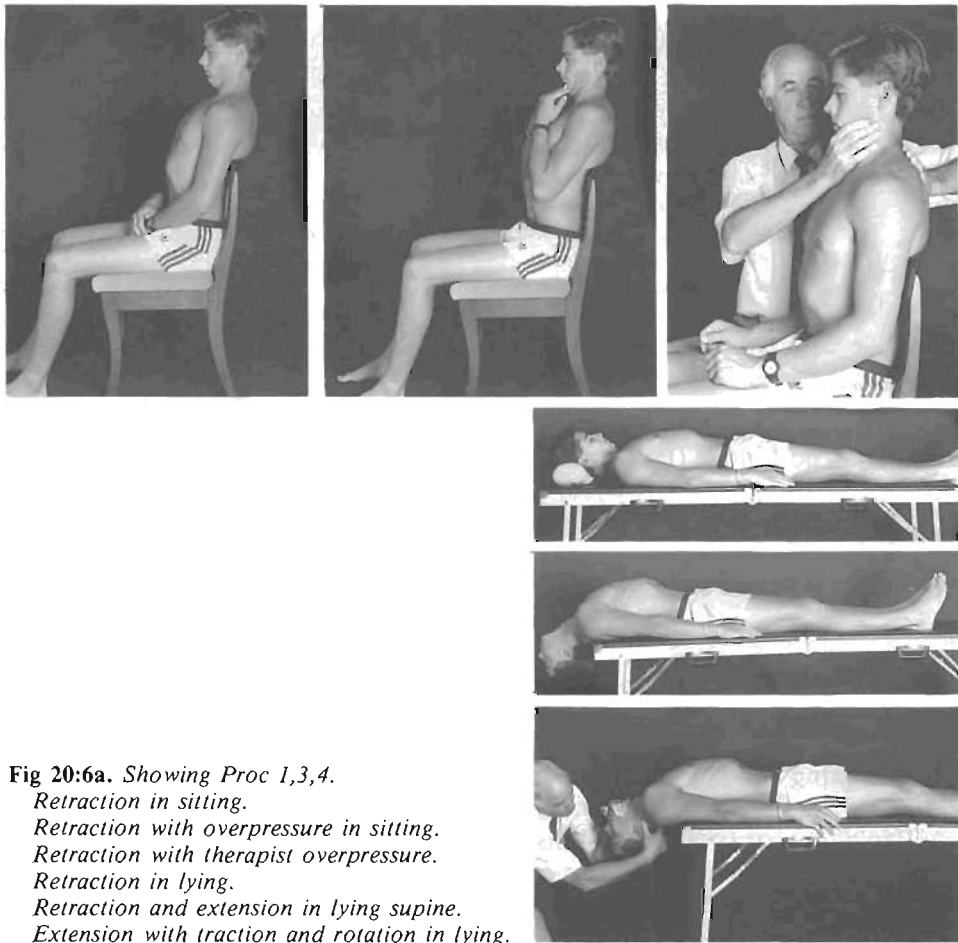 Fig 20:6a. Showing Proc 1,3,4.
Retraction in sitting.
Retraction with overpressure in sitting.
Retraction with therapist overpressure.
Retraction in lying.
Retraction and extension in lying supine.
Extension with traction and rotation in lying.